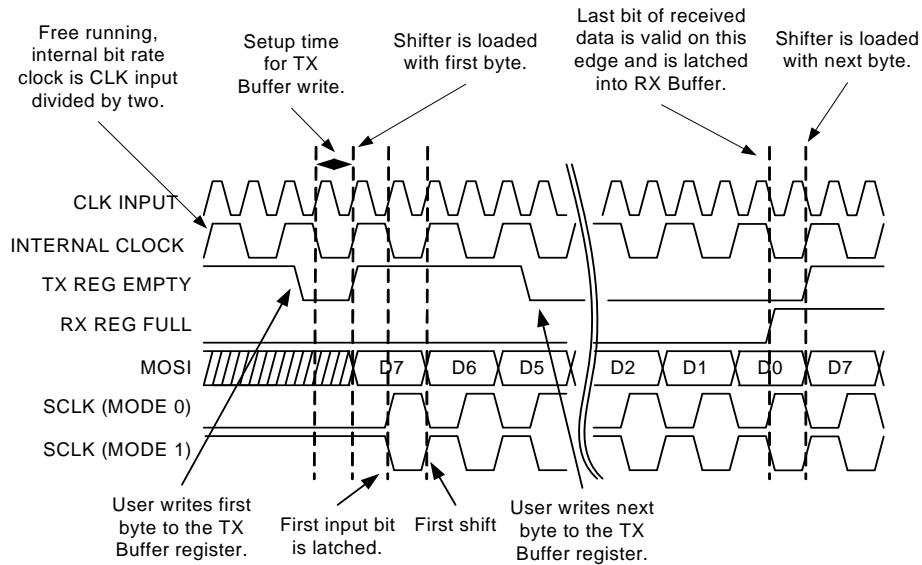 Free running,
internal bit rate
clock is CLK input
divided by two.
Setup time
for TX
Buffer write.
Shifter is loaded
with first byte.
Last bit of received
data is valid on this
edge and is latched
into RX Buffer.
Shifter is loaded
with next byte.
CLK INPUT
INTERNAL CLOCK
TX REG EMPTY
RX REG FULL
MOSI D7 D6 D5 D2 D1 D0 D7
SCLK (MODE 0)
SCLK (MODE 1)
User writes first
byte to the TX
Buffer register.
First input bit
is latched.
First shift
User writes next
byte to the TX
Buffer register.